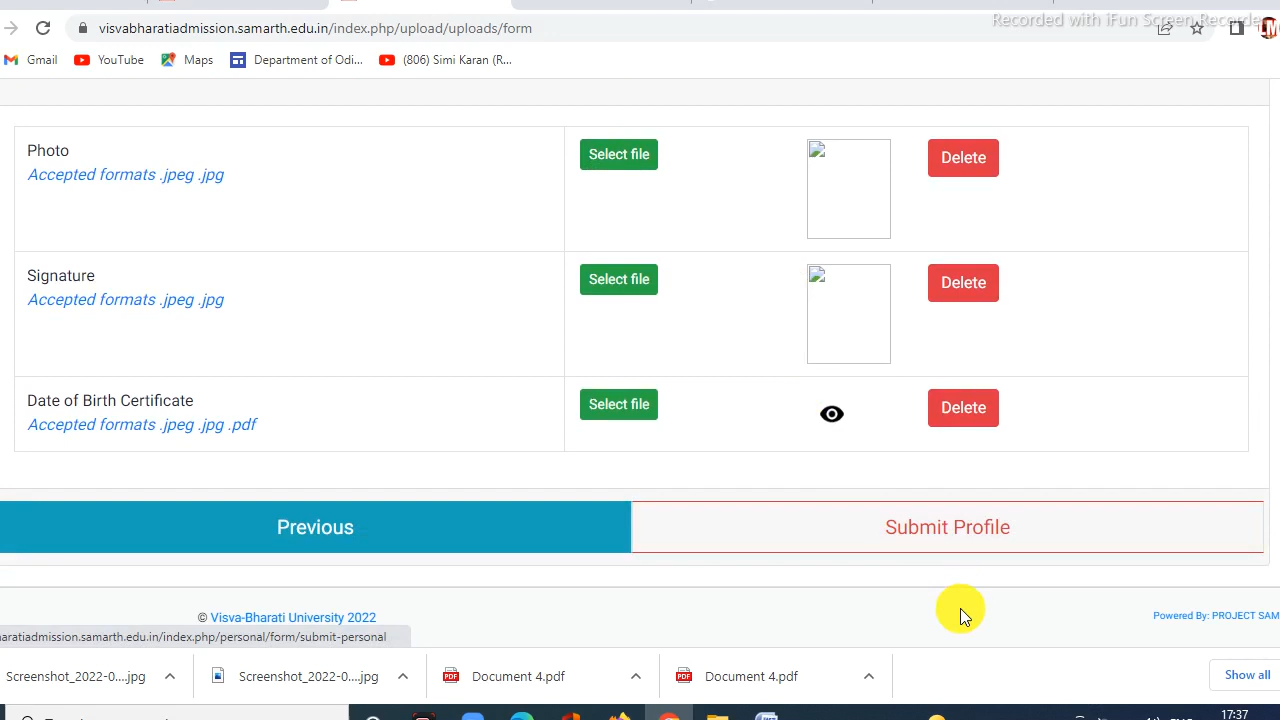 Recorded with iFun Screen Recorde
visvabharatiadmission.samarth.edu.in/index.php/upload/uploads/form
Gmail YouTube Maps Department of Odi... (806) Simi Karan (R...
Photo Select file Delete
Accepted formats .jpeg .jpg
Signature Select file Delete
Accepted formats .jpeg .jpg
Date of Birth Certificate Select file Delete
Accepted formats .jpeg .jpg .pdf
Previous Submit Profile
© Visva-Bharati University 2022 Powered By: PROJECT SAM
aratiadmission.samarth.edu.in/index.php/personal/form/submit-personal
Screenshot_2022-0....jpg Screenshot_2022-0....jpg PDF Document 4.pdf PDF Document 4.pdf Show all
17:37